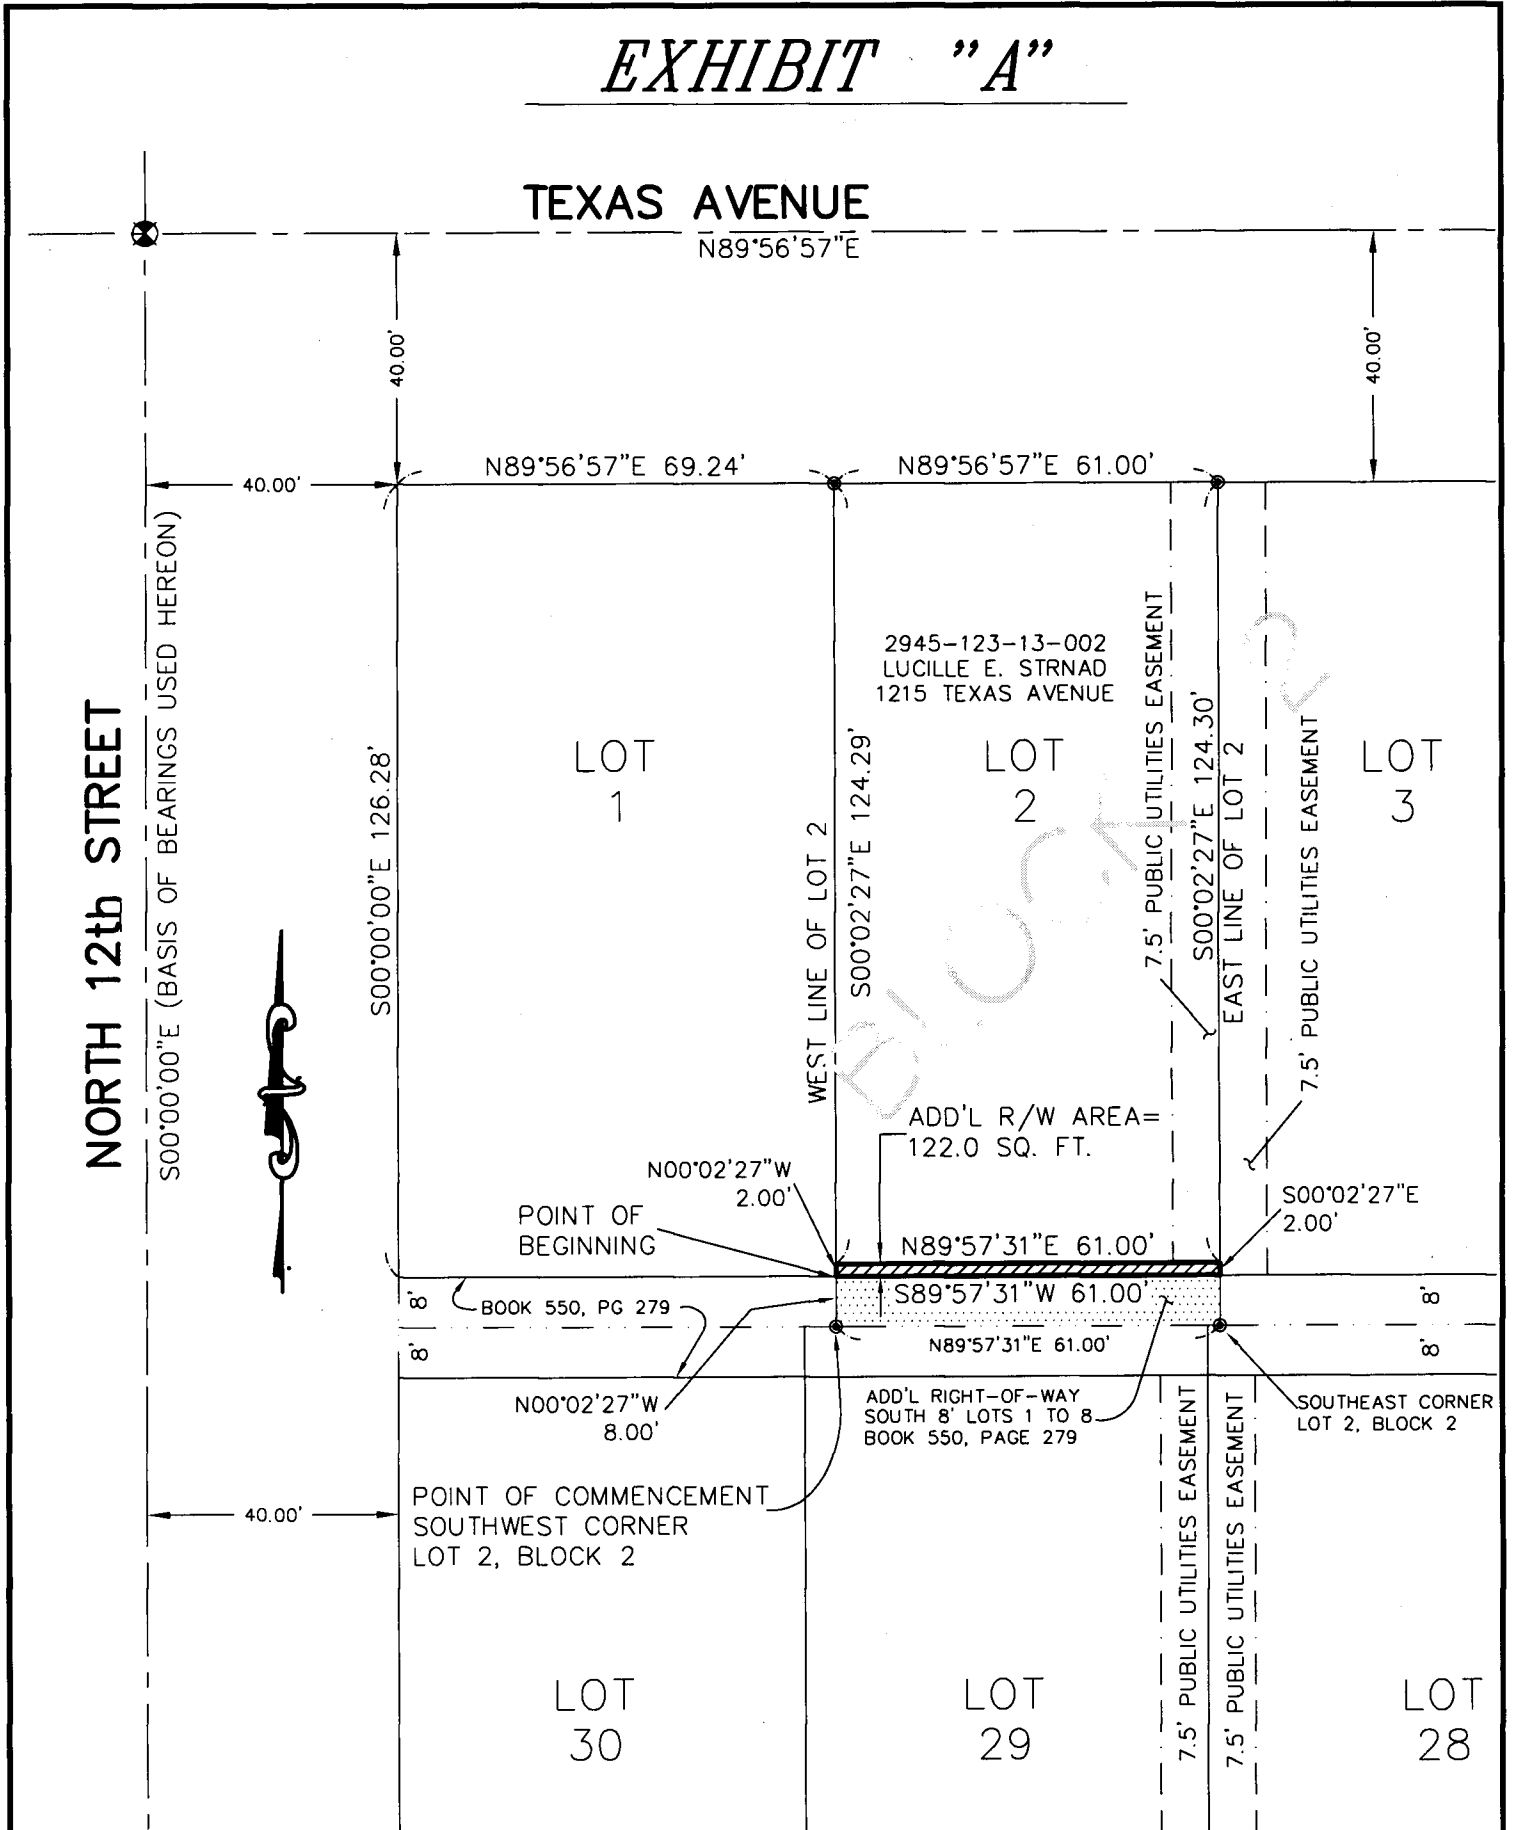 EXHIBIT "A"
TEXAS AVENUE
N89°56'57"E
40.00'
40.00'
N89°56'57"E 69.24'
N89°56'57"E 61.00'
40.00'
NORTH 12th STREET
S00°00'00"E (BASIS OF BEARINGS USED HEREON)
S00°00'00"E 126.28'
LOT
1
2945-123-13-002
LUCILLE E. STRNAD
1215 TEXAS AVENUE
LOT
2
LOT
3
WEST LINE OF LOT 2
S00°02'27"E 124.29'
7.5' PUBLIC UTILITIES EASEMENT
S00°02'27"E 124.30'
EAST LINE OF LOT 2
7.5' PUBLIC UTILITIES EASEMENT
BLOCK 2
ADD'L R/W AREA=
122.0 SQ. FT.
N00°02'27"W
2.00'
S00°02'27"E
2.00'
POINT OF
BEGINNING
N89°57'31"E 61.00'
8'
BOOK 550, PG 279
S89°57'31"W 61.00'
8'
8'
N89°57'31"E 61.00'
8'
N00°02'27"W
8.00'
ADD'L RIGHT-OF-WAY
SOUTH 8' LOTS 1 TO 8
BOOK 550, PAGE 279
SOUTHEAST CORNER
LOT 2, BLOCK 2
POINT OF COMMENCEMENT
SOUTHWEST CORNER
LOT 2, BLOCK 2
40.00'
7.5' PUBLIC UTILITIES EASEMENT
7.5' PUBLIC UTILITIES EASEMENT
LOT
30
LOT
29
LOT
28